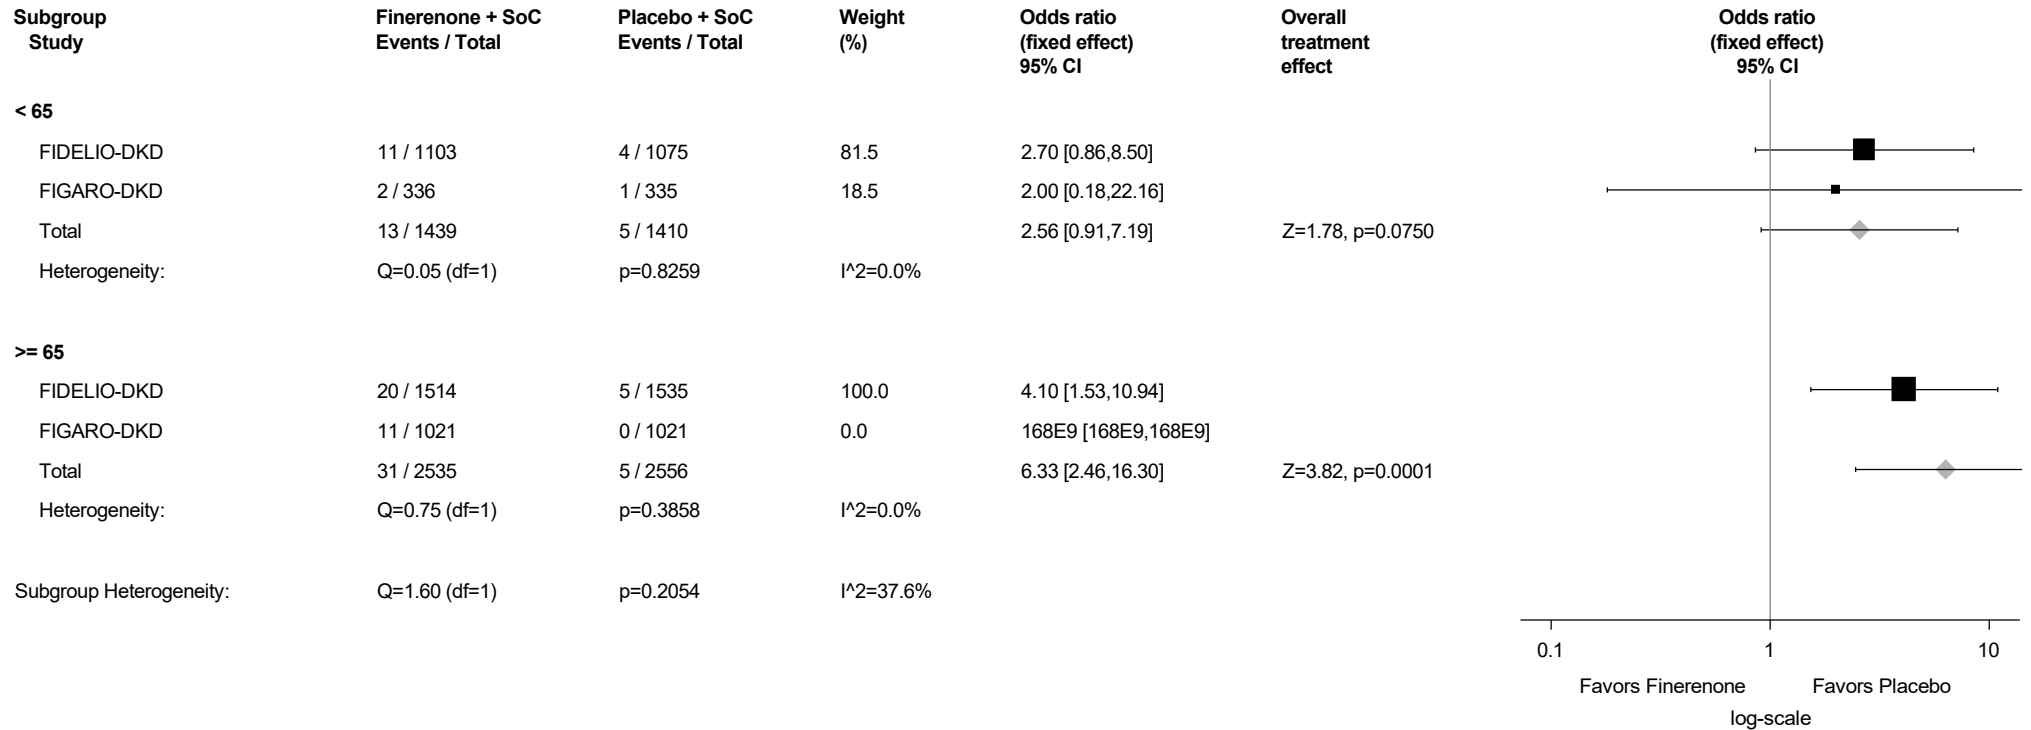 Subgroup Finerenone + SoC Placebo + SoC Weight Odds ratio Overall Odds ratio
Study Events / Total Events / Total (%) (fixed effect) treatment (fixed effect)
95% CI effect 95% CI
< 65
FIDELIO-DKD 11 / 1103 4 / 1075 81.5 2.70 [0.86,8.50]
FIGARO-DKD 2 / 336 1 / 335 18.5 2.00 [0.18,22.16]
Total 13 / 1439 5 / 1410 2.56 [0.91,7.19] Z=1.78, p=0.0750
Heterogeneity: Q=0.05 (df=1) p=0.8259 I^2=0.0%
>= 65
FIDELIO-DKD 20 / 1514 5 / 1535 100.0 4.10 [1.53,10.94]
FIGARO-DKD 11 / 1021 0 / 1021 0.0 168E9 [168E9,168E9]
Total 31 / 2535 5 / 2556 6.33 [2.46,16.30] Z=3.82, p=0.0001
Heterogeneity: Q=0.75 (df=1) p=0.3858 I^2=0.0%
Subgroup Heterogeneity: Q=1.60 (df=1) p=0.2054 I^2=37.6%
0.1 1 10
Favors Finerenone Favors Placebo
log-scale